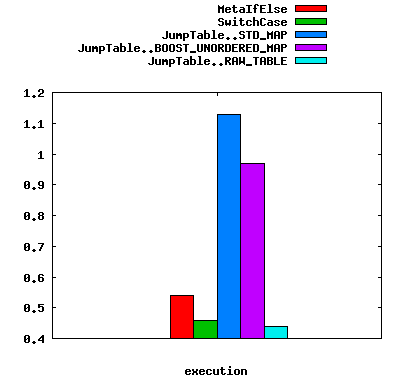 MetaIfElse
SwitchCase
JumpTable..STD_MAP
JumpTable..BOOST_UNORDERED_MAP
JumpTable..RAW_TABLE
1.2
1.1
1
0.9
0.8
0.7
0.6
0.5
0.4
execution